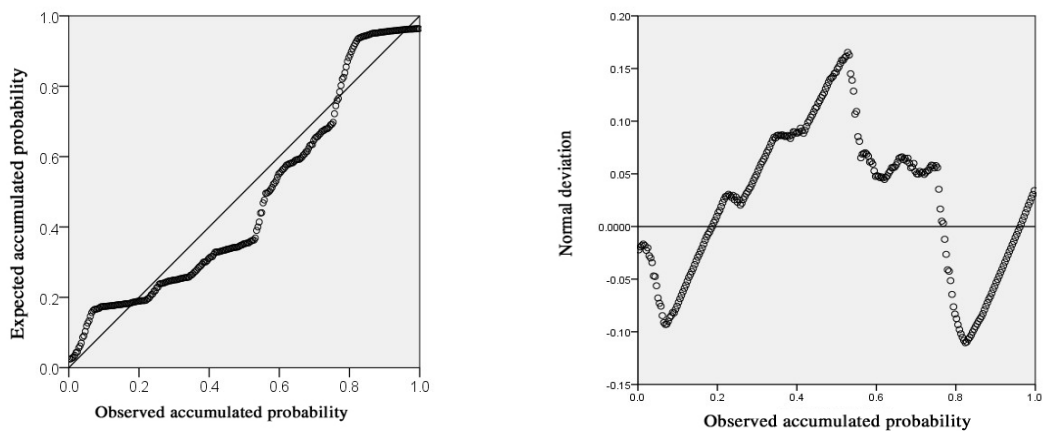 Expected accumulated probability
1.0
0.8
0.6
0.4
0.2
0.0
0.0 0.2 0.4 0.6 0.8 1.0
Observed accumulated probability
Normal deviation
0.20
0.15
0.10
0.05
0.0000
-0.05
-0.10
-0.15
0.0 0.2 0.4 0.6 0.8 1.0
Observed accumulated probability